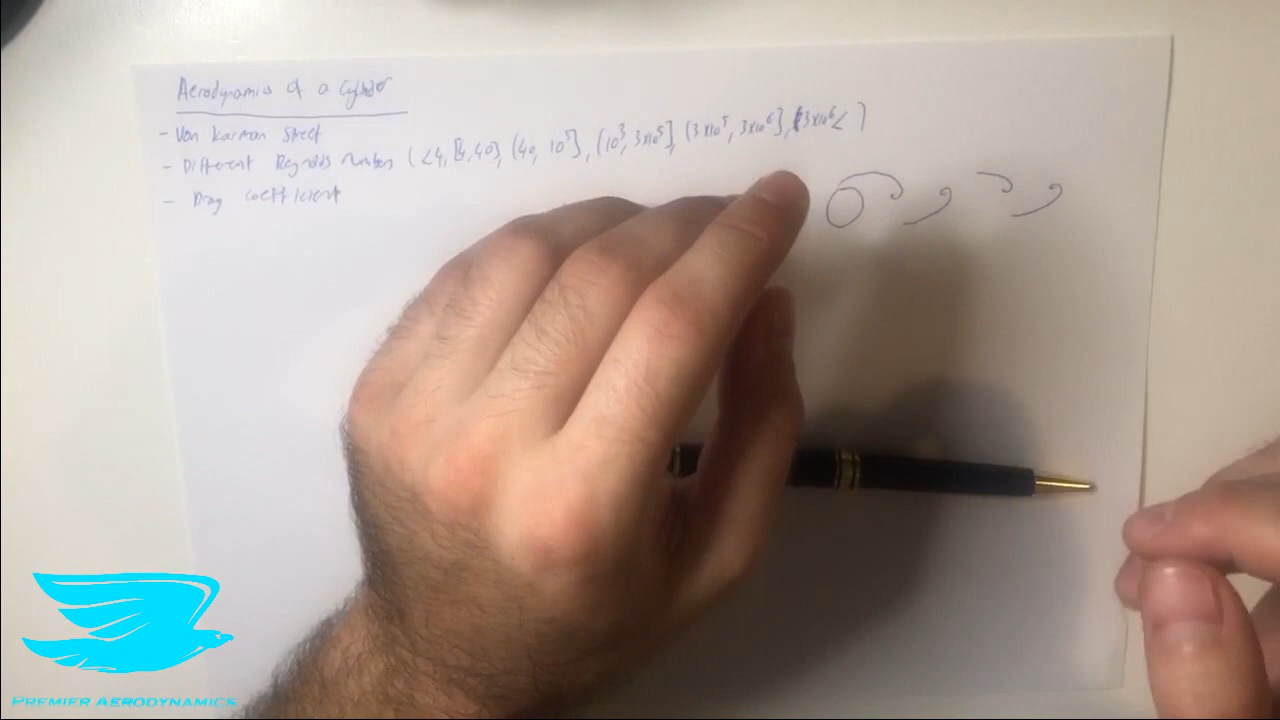 Aerodynamics of a Cylinder
- Von Karman Street
- Different Reynolds numbers (<4, [4, 40], (40, 10³], (10³, 3x10⁵], (3x10⁵, 3x10⁶], 3x10⁶<)
- Drag coefficient
PREMIER AERODYNAMICS